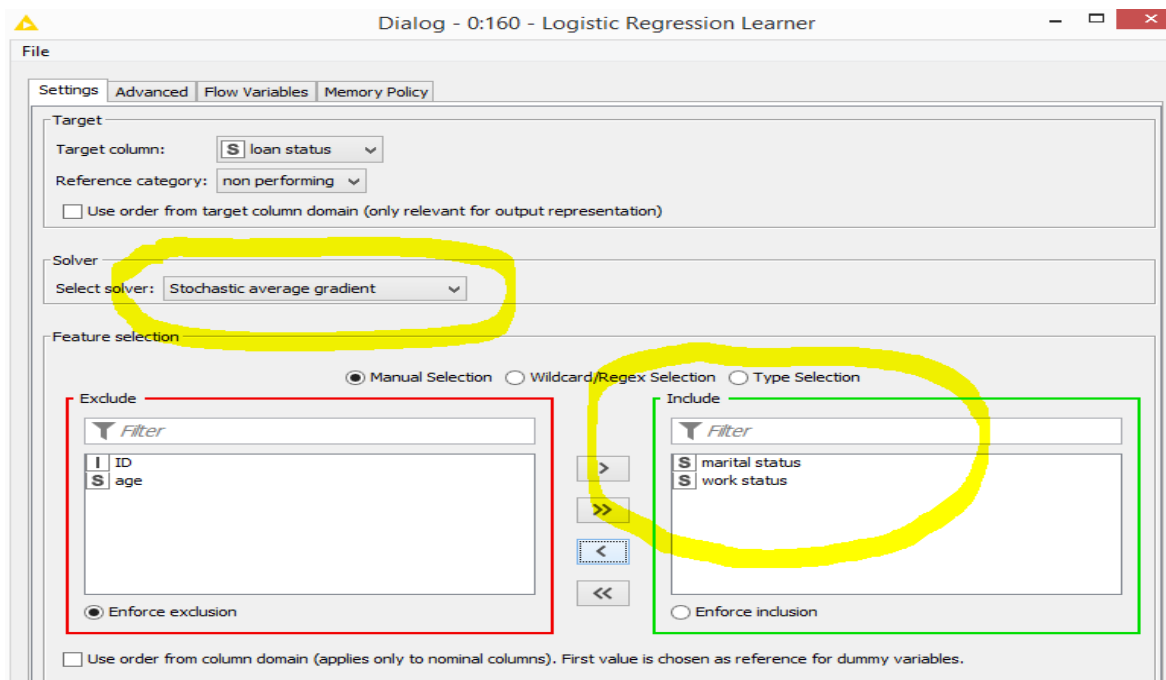 Dialog - 0:160 - Logistic Regression Learner
File
Settings Advanced Flow Variables Memory Policy
Target
Target column: S loan status
Reference category: non performing
Use order from target column domain (only relevant for output representation)
Solver
Select solver: Stochastic average gradient
Feature selection
Manual Selection Wildcard/Regex Selection Type Selection
Exclude
Filter
I ID
S age
Enforce exclusion
>
>>
<
<<
Include
Filter
S marital status
S work status
Enforce inclusion
Use order from column domain (applies only to nominal columns). First value is chosen as reference for dummy variables.